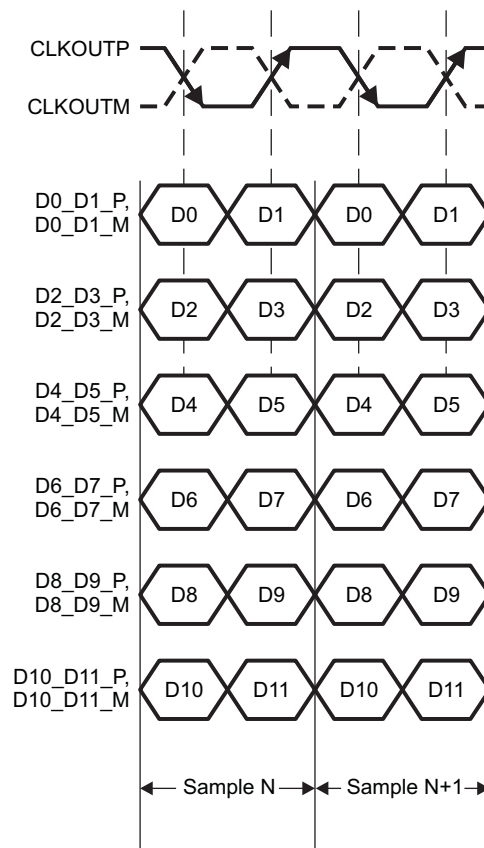 CLKOUTP
CLKOUTM
D0_D1_P,
D0_D1_M
D0 D1 D0 D1
D2_D3_P,
D2_D3_M
D2 D3 D2 D3
D4_D5_P,
D4_D5_M
D4 D5 D4 D5
D6_D7_P,
D6_D7_M
D6 D7 D6 D7
D8_D9_P,
D8_D9_M
D8 D9 D8 D9
D10_D11_P,
D10_D11_M
D10 D11 D10 D11
Sample N Sample N+1